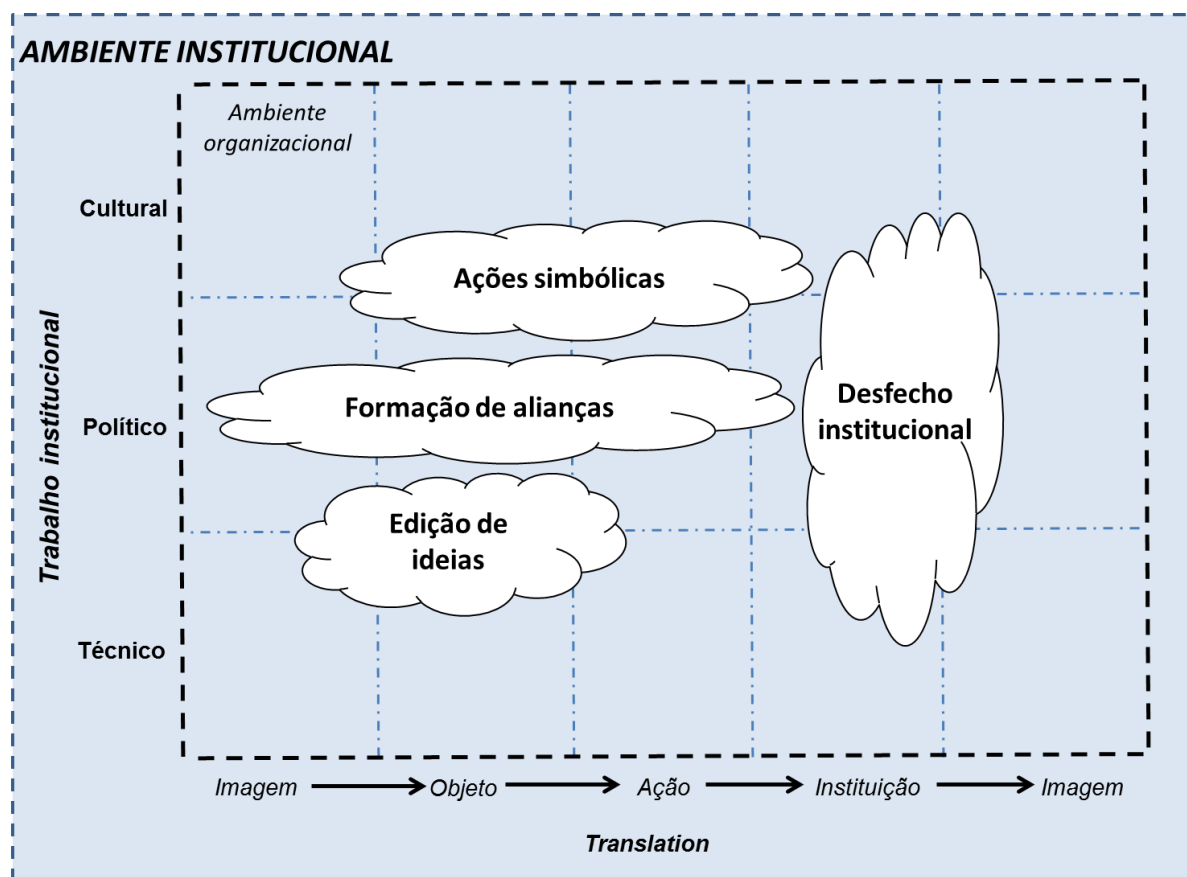 AMBIENTE INSTITUCIONAL
Ambiente
organizacional
Cultural
Ações simbólicas
Trabalho institucional
Político
Formação de alianças
Desfecho
institucional
Edição de
ideias
Técnico
Imagem Objeto Ação Instituição Imagem
Translation